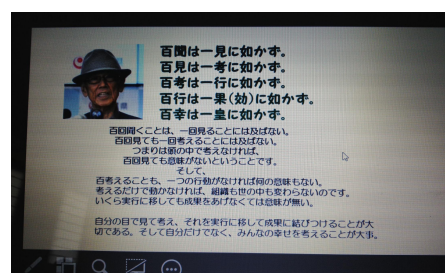 百聞は一見に如かず。
百見は一考に如かず。
百考は一行に如かず。
百行は一果(効)に如かず。
百幸は一皇に如かず。
百回聞くことは、一回見ることには及ばない。
百回見ても一回考えることには及ばない。
つまりは頭の中で考えなければ、
百回見ても意味がないということです。
そして、
百考えることも、一つの行動がなければ何の意味もない。
考えるだけで動かなければ、組織も世の中も変わらないのです。
いくら実行に移しても成果をあげなくては意味が無い。
自分の目で見て考え、それを実行に移して成果に結びつけることが大
切である。そして自分だけでなく、みんなの幸せを考えることが大事。